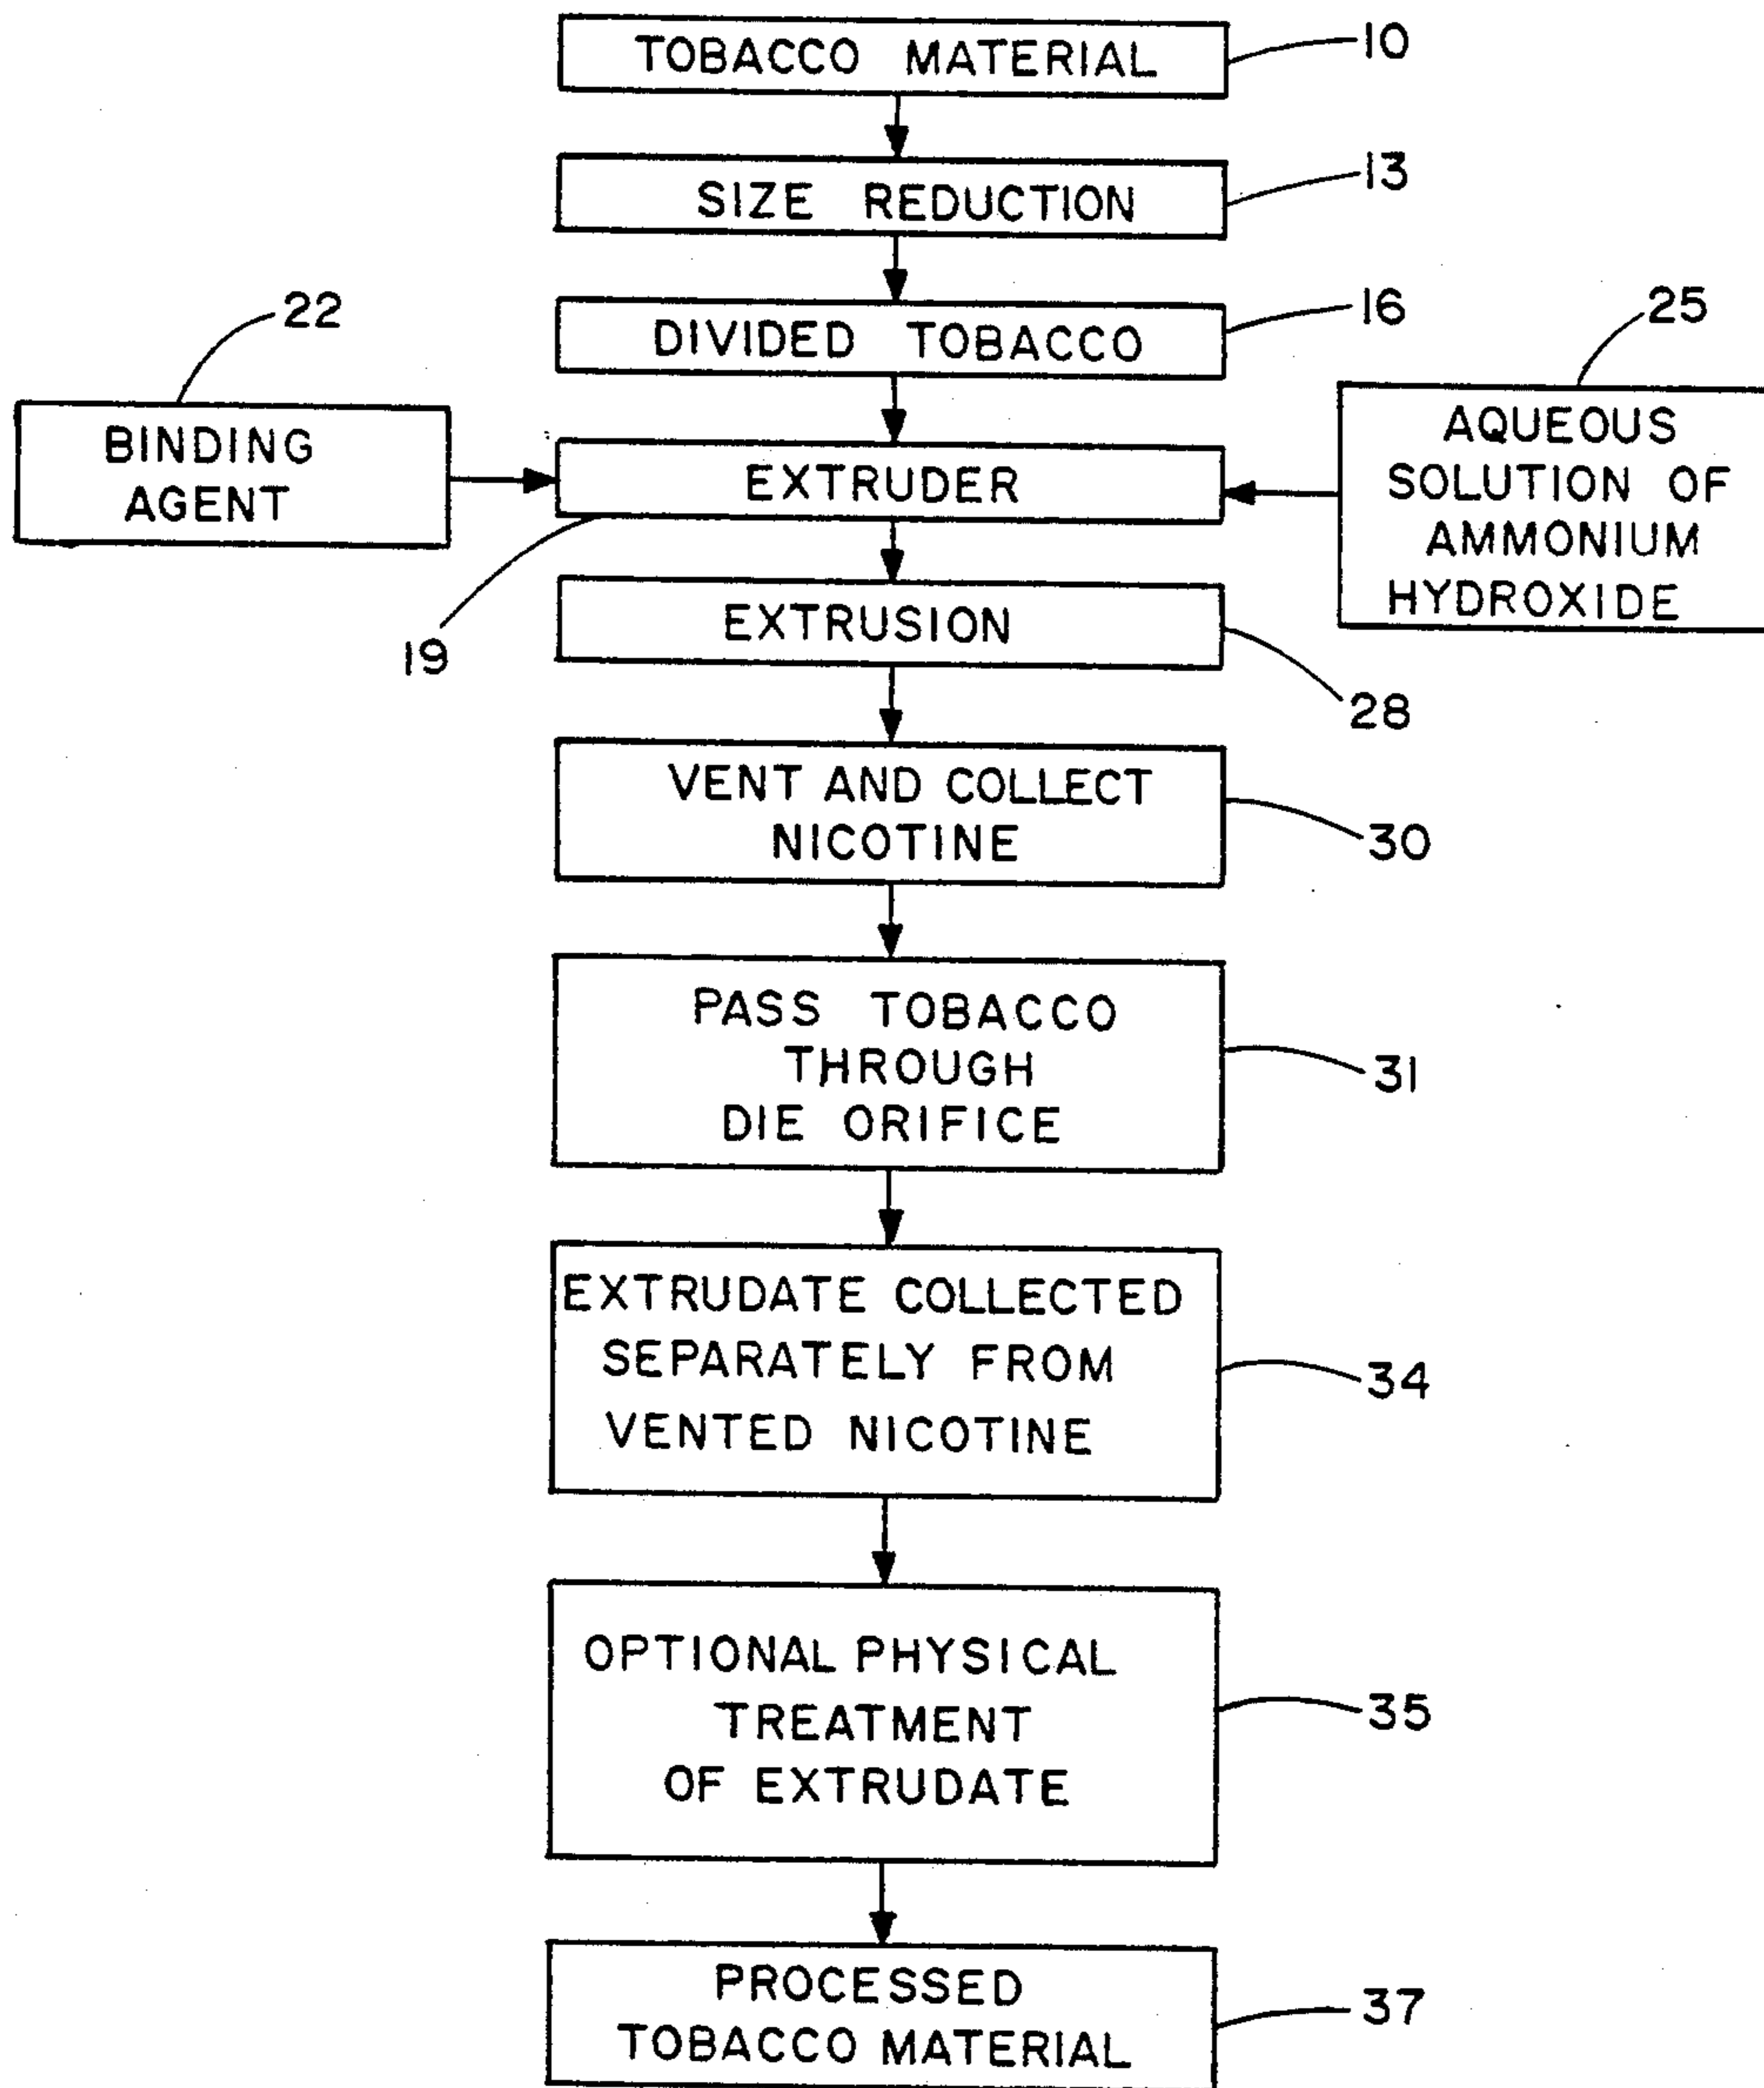 TOBACCO MATERIAL
10
SIZE REDUCTION
13
DIVIDED TOBACCO
16
22
25
BINDING
AGENT
EXTRUDER
19
AQUEOUS
SOLUTION OF
AMMONIUM
HYDROXIDE
EXTRUSION
28
VENT AND COLLECT
NICOTINE
30
PASS TOBACCO
THROUGH
DIE ORIFICE
31
EXTRUDATE COLLECTED
SEPARATELY FROM
VENTED NICOTINE
34
OPTIONAL PHYSICAL
TREATMENT
OF EXTRUDATE
35
PROCESSED
TOBACCO MATERIAL
37